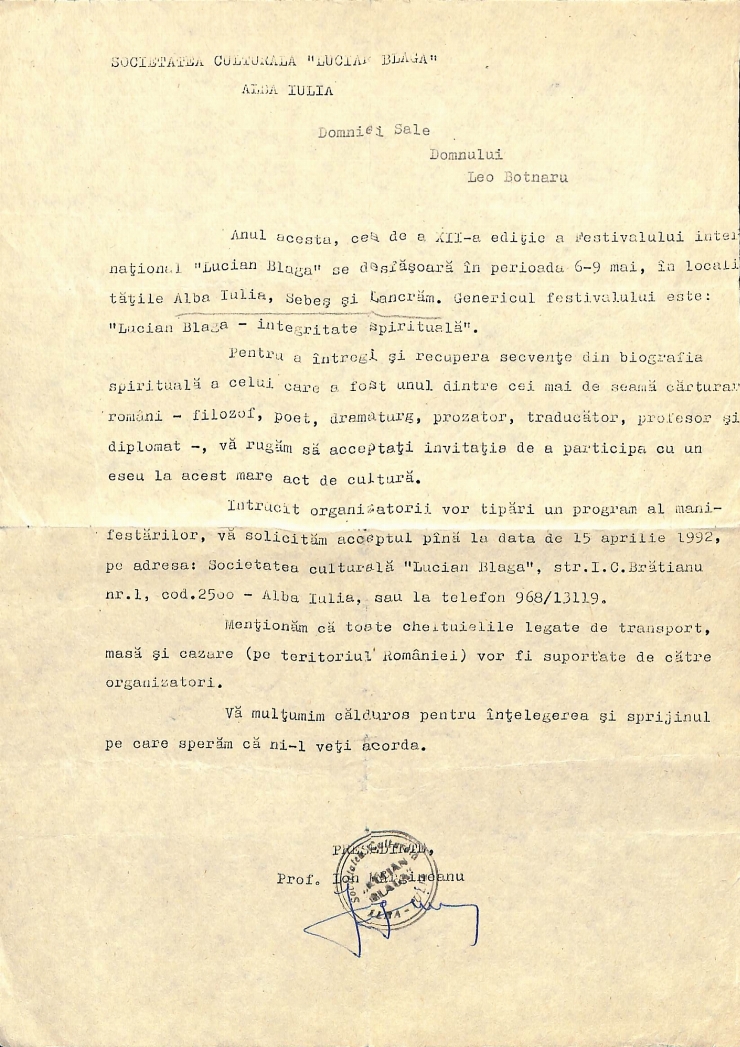 SOCIETATEA CULTURALA "LUCIAN BLAGA"
ALBA IULIA
Domniei Sale
Domnului
Leo Botnaru
Anul acesta, cea de a XII-a ediţie a Festivalului inter
naţional "Lucian Blaga" se desfăşoară în perioada 6-9 mai, în locali
tăţile Alba Iulia, Sebeş şi Lancrăm. Genericul festivalului este:
"Lucian Blaga - integritate spirituală".
Pentru a întregi şi recupera secvenţe din biografia
spirituală a celui care a fost unul dintre cei mai de seamă cărturar
români - filozof, poet, dramaturg, prozator, traducător, profesor şi
diplomat -, vă rugăm să acceptaţi invitaţia de a participa cu un
eseu la acest mare act de cultură.
Intrucît organizatorii vor tipări un program al mani-
festărilor, vă solicităm acceptul pînă la data de 15 aprilie 1992,
pe adresa: Societatea culturală "Lucian Blaga", str.I.C.Brătianu
nr.1, cod.2500 - Alba Iulia, sau la telefon 968/13119.
Menţionăm că toate cheltuielile legate de transport,
masă şi cazare (pe teritoriul României) vor fi suportate de către
organizatori.
Vă mulţumim călduros pentru înţelegerea şi sprijinul
pe care sperăm că ni-l veţi acorda.
PREŞEDINTE,
Prof. Ion
Societatea Culturală
"LUCIAN
BLAGA"